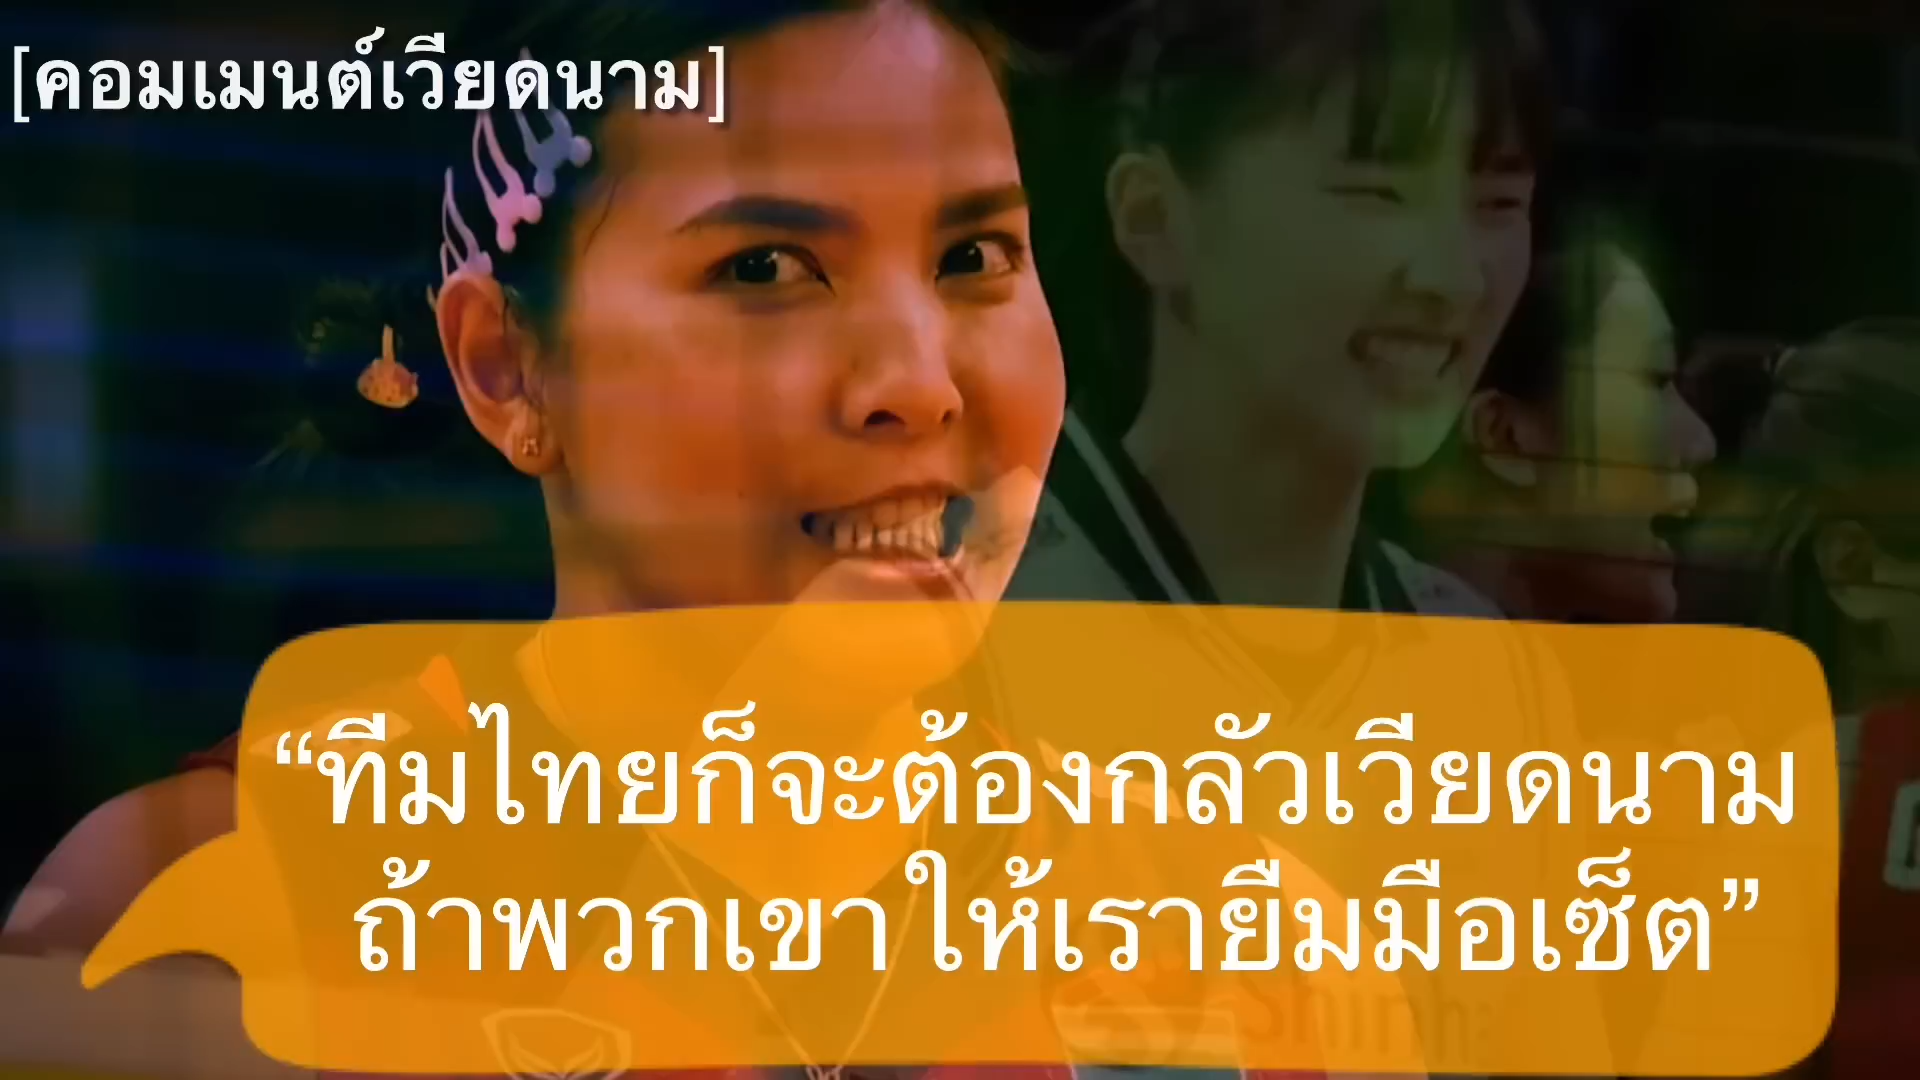 [คอมเมนต์เวียดนาม]
“ทีมไทยก็จะต้องกลัวเวียดนาม
ถ้าพวกเขาให้เรายืมมือเซ็ต”